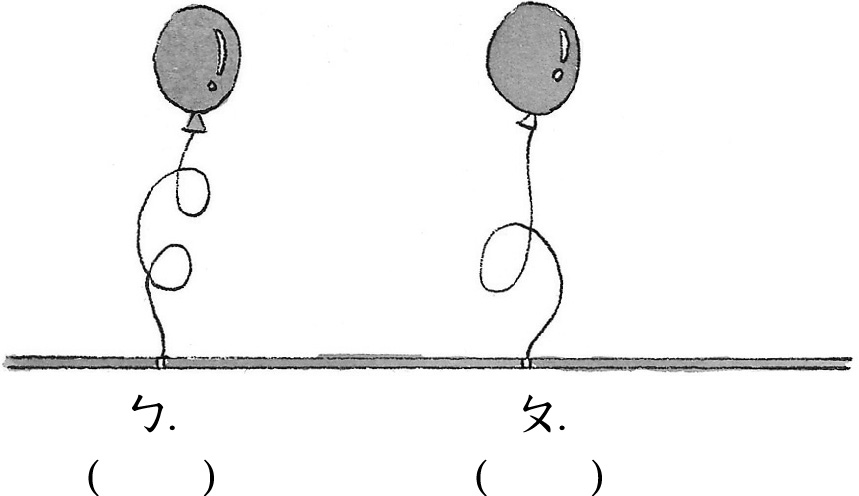 ㄅ. ㄆ.
( ) ( )